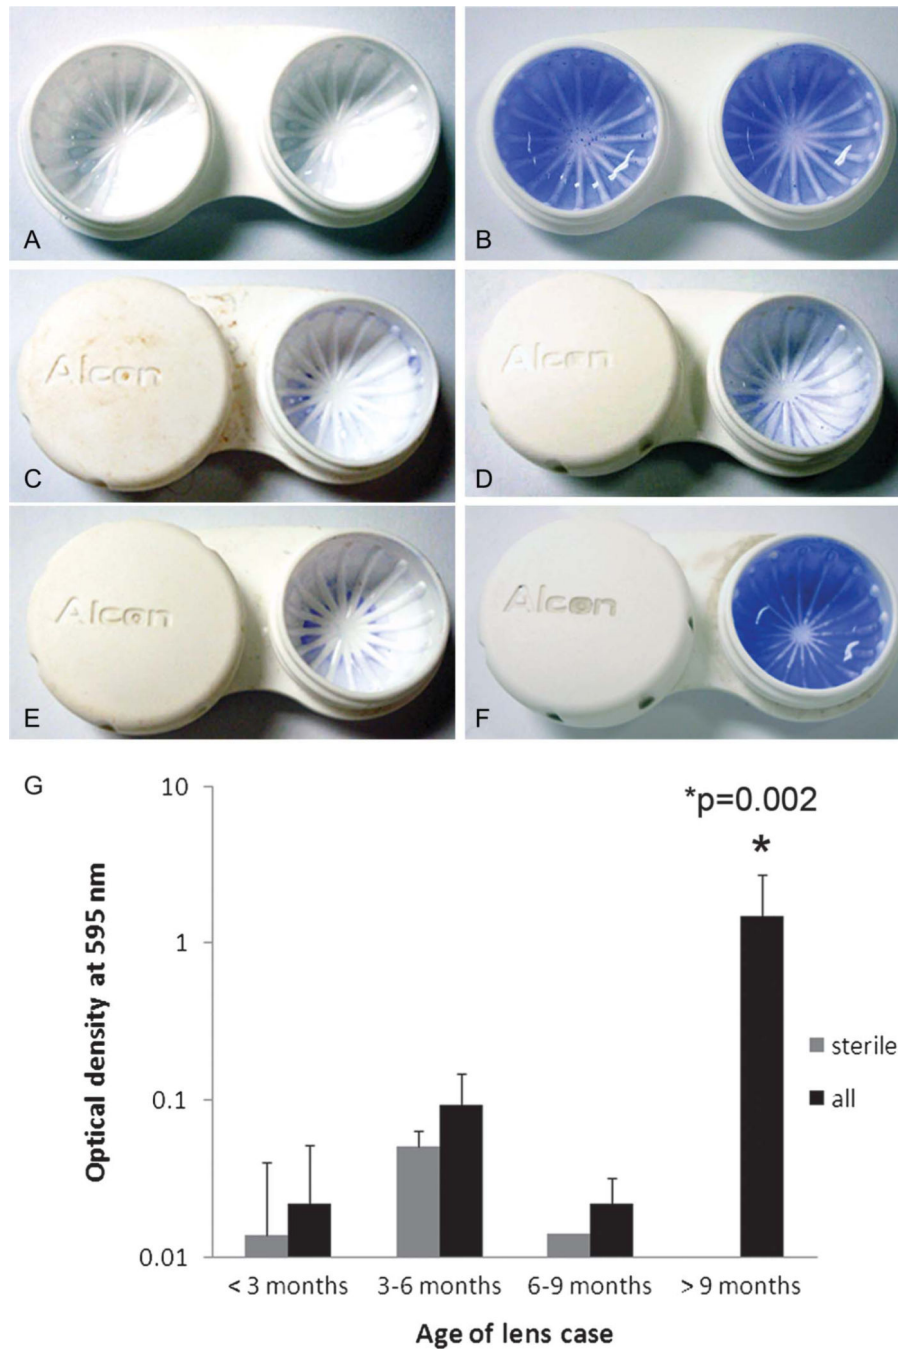 A
B
C
Alcon
D
Alcon
E
Alcon
F
Alcon
G
*p=0.002
*
10
1
0.1
0.01
Optical density at 595 nm
sterile
all
< 3 months 3-6 months 6-9 months > 9 months
Age of lens case